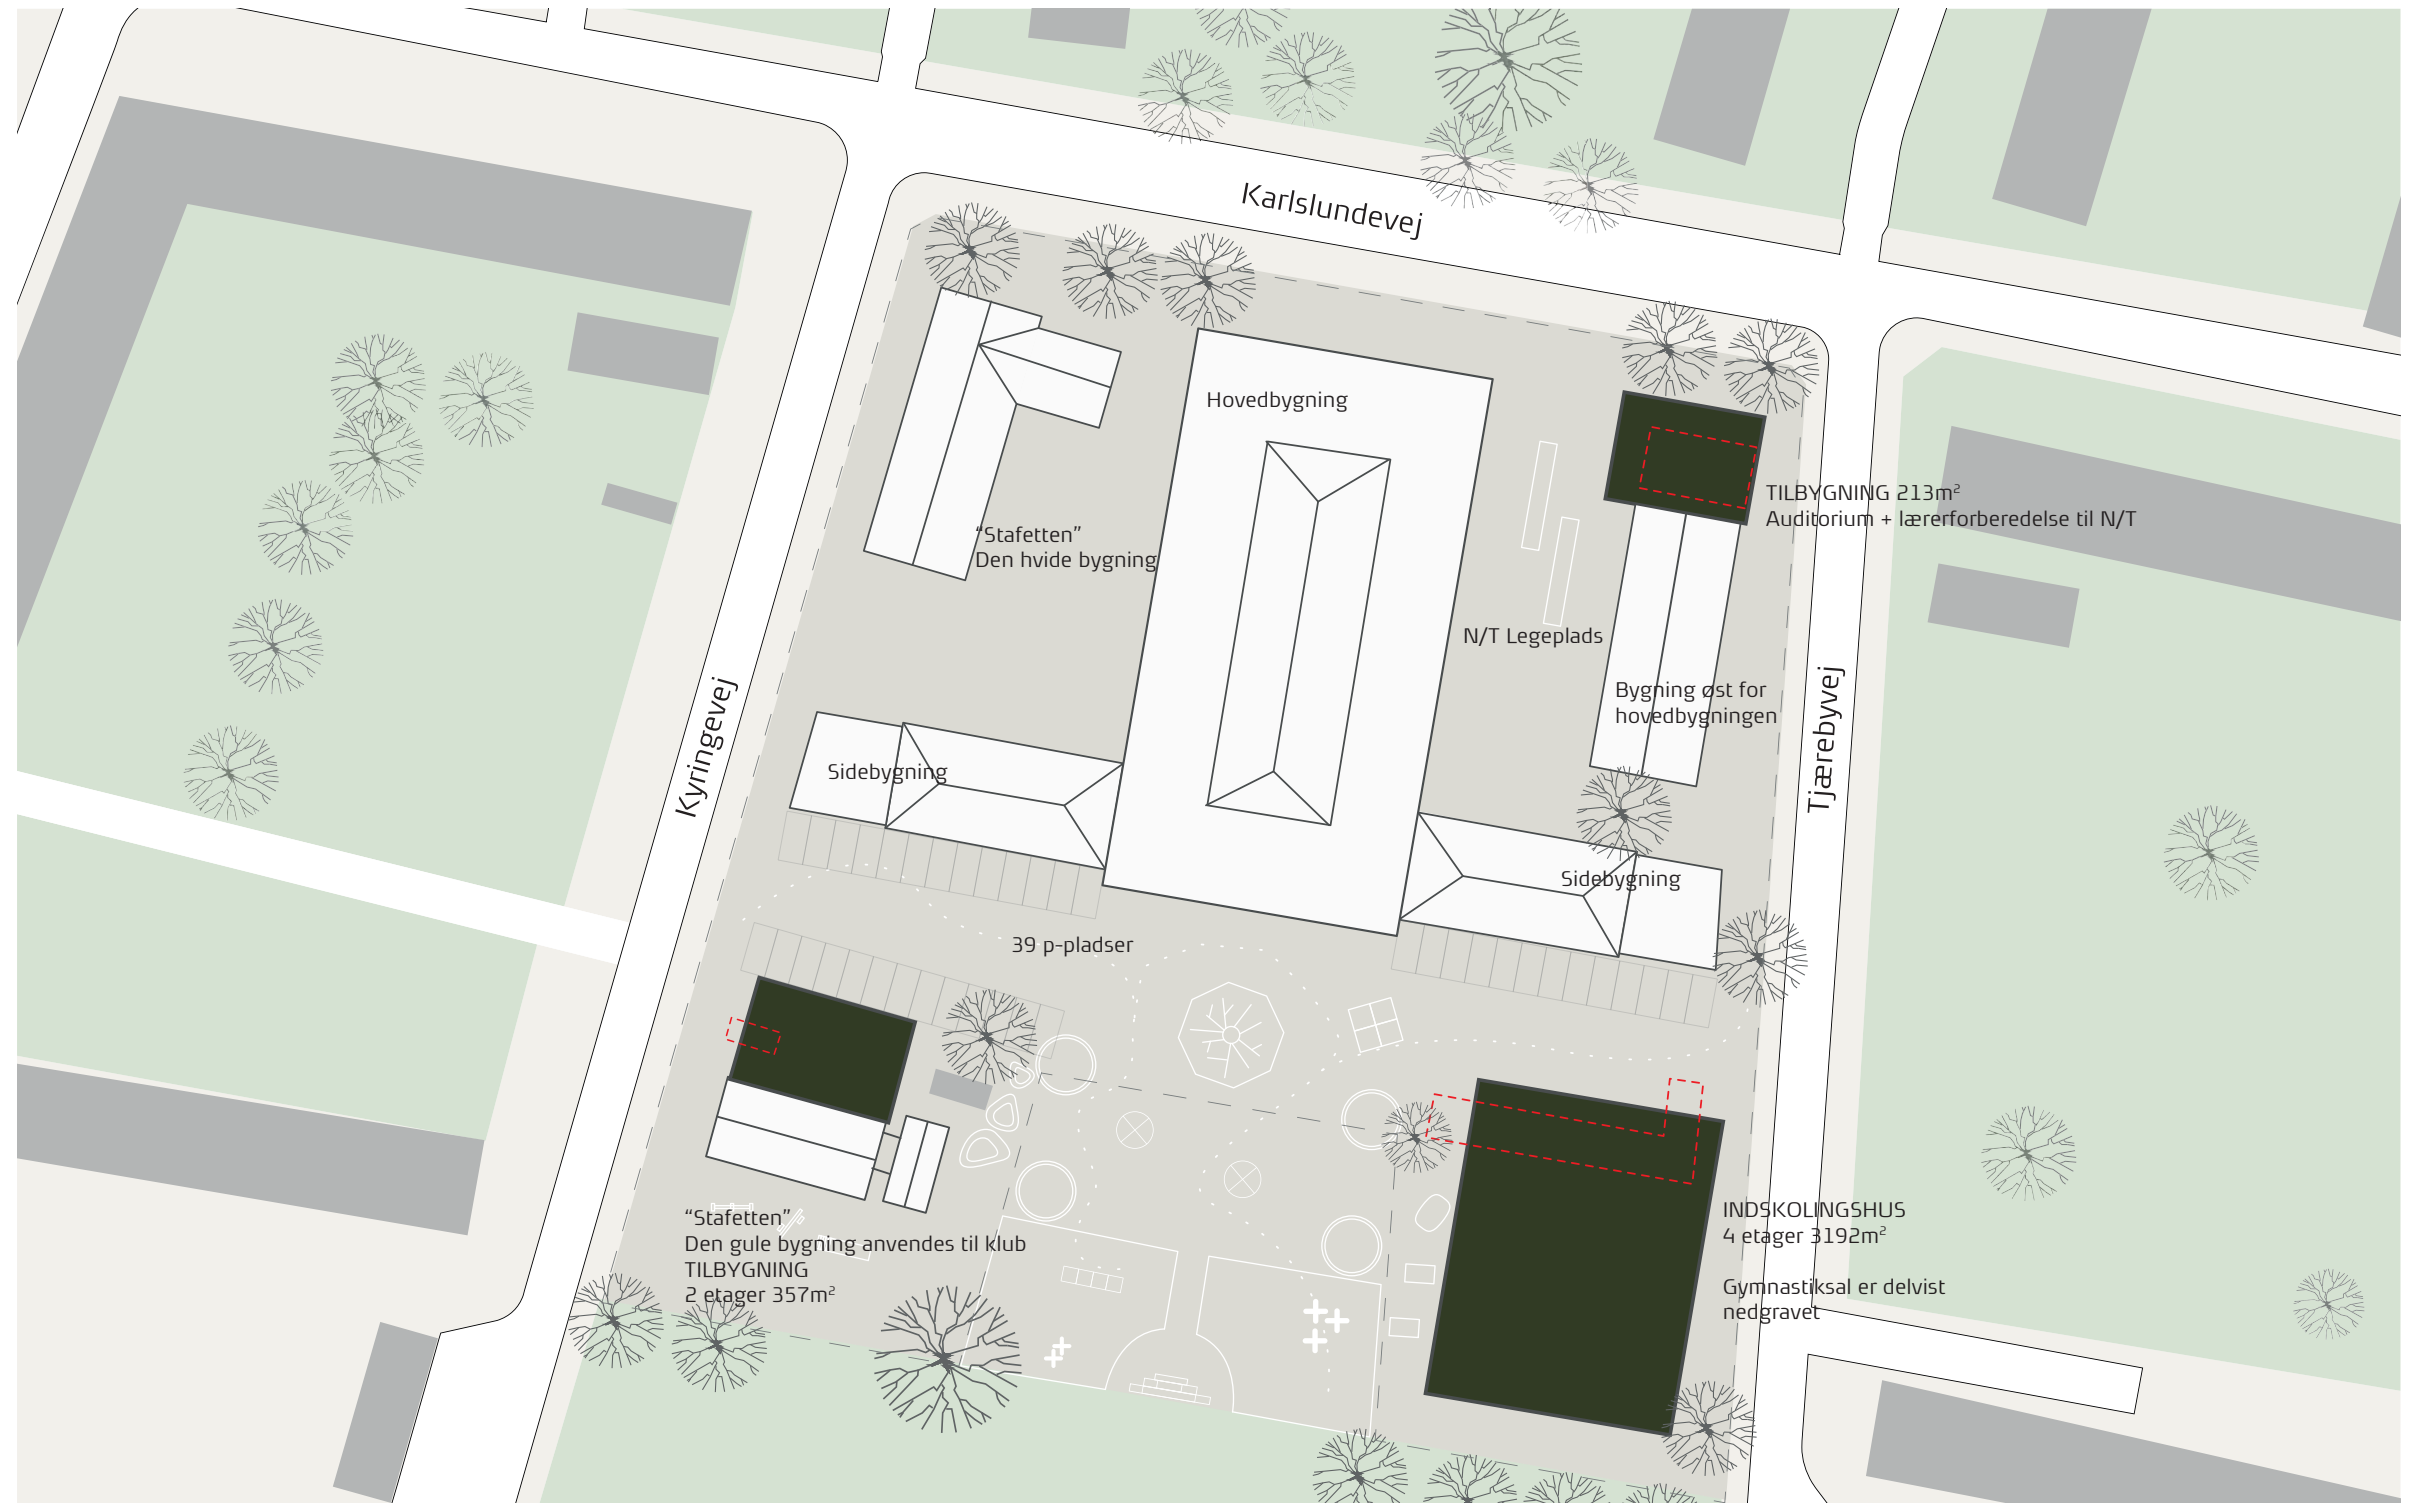 Karlslundevej
Hovedbygning
TILBYGNING 213m²
Auditorium + lærerforberedelse til N/T
“Stafetten”
Den hvide bygning
N/T Legeplads
Bygning øst for
hovedbygningen
Kyringevej
Tjærebyvej
Sidebygning
Sidebygning
39 p-pladser
“Stafetten”
Den gule bygning anvendes til klub
TILBYGNING
2 etager 357m²
INDSKOLINGSHUS
4 etager 3192m²
Gymnastiksal er delvist
nedgravet